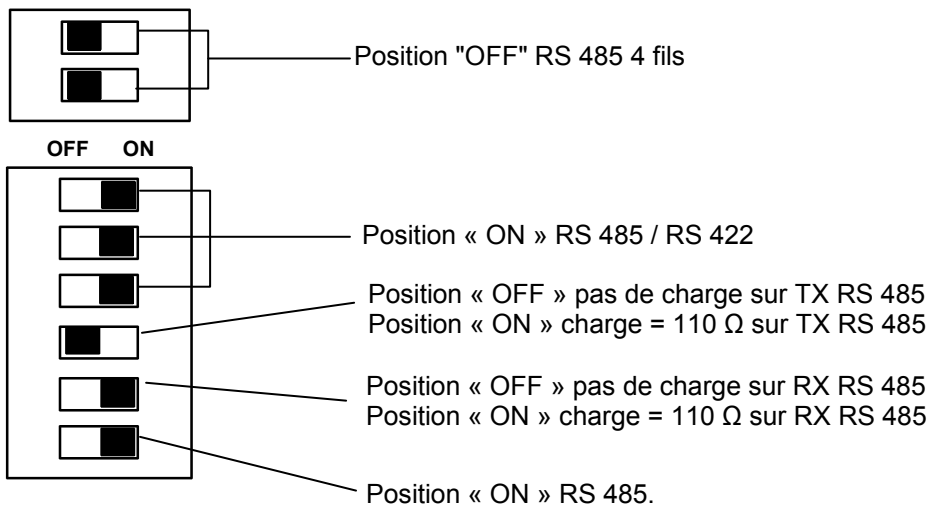 Position "OFF" RS 485 4 fils
OFF ON
Position « ON » RS 485 / RS 422
Position « OFF » pas de charge sur TX RS 485
Position « ON » charge = 110 Ω sur TX RS 485
Position « OFF » pas de charge sur RX RS 485
Position « ON » charge = 110 Ω sur RX RS 485
Position « ON » RS 485.